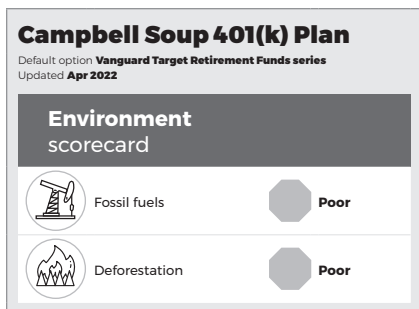 Campbell Soup 401(k) Plan
Default option Vanguard Target Retirement Funds series
Updated Apr 2022
Environment
scorecard
Fossil fuels Poor
Deforestation Poor